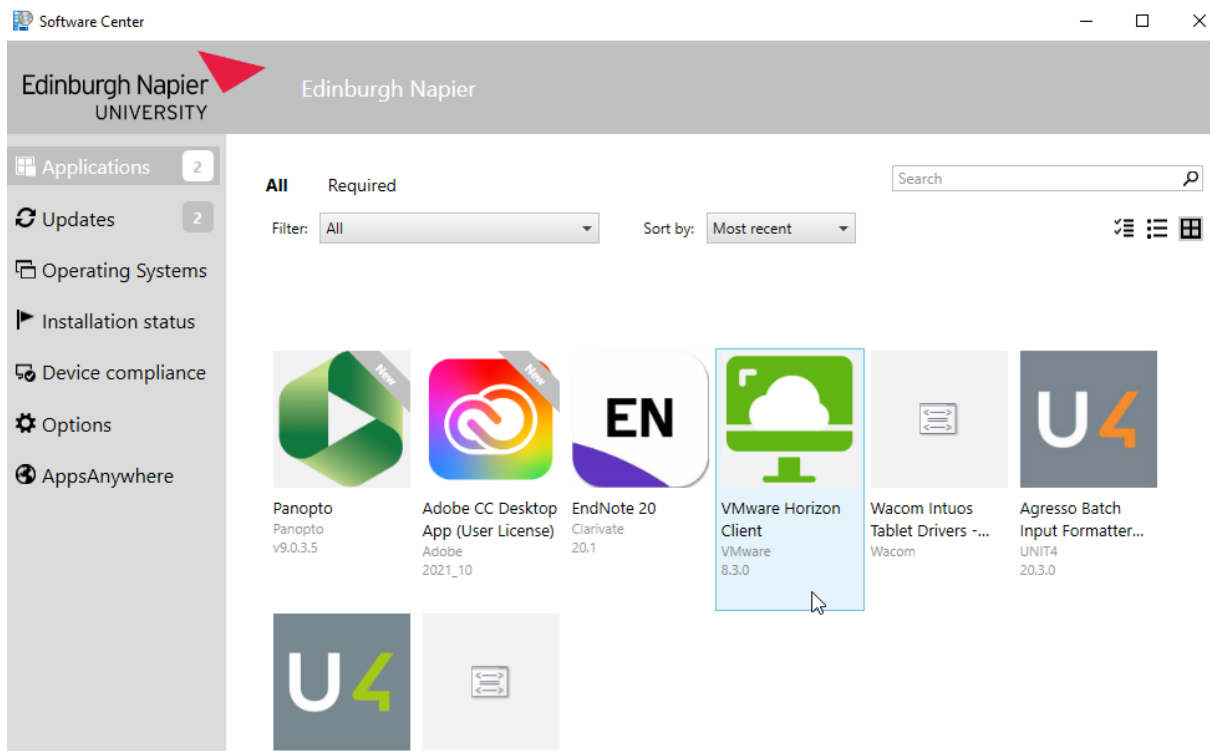 Software Center
Edinburgh Napier
UNIVERSITY
Edinburgh Napier
Applications 2
Updates 2
Operating Systems
Installation status
Device compliance
Options
AppsAnywhere
All Required
Search
Filter: All Sort by: Most recent
New
New
EN
U4
Panopto
Panopto
v9.0.3.5
Adobe CC Desktop
App (User License)
Adobe
2021_10
EndNote 20
Clarivate
20.1
VMware Horizon
Client
VMware
8.3.0
Wacom Intuos
Tablet Drivers -...
Wacom
Agresso Batch
Input Formatter...
UNIT4
20.3.0
U4